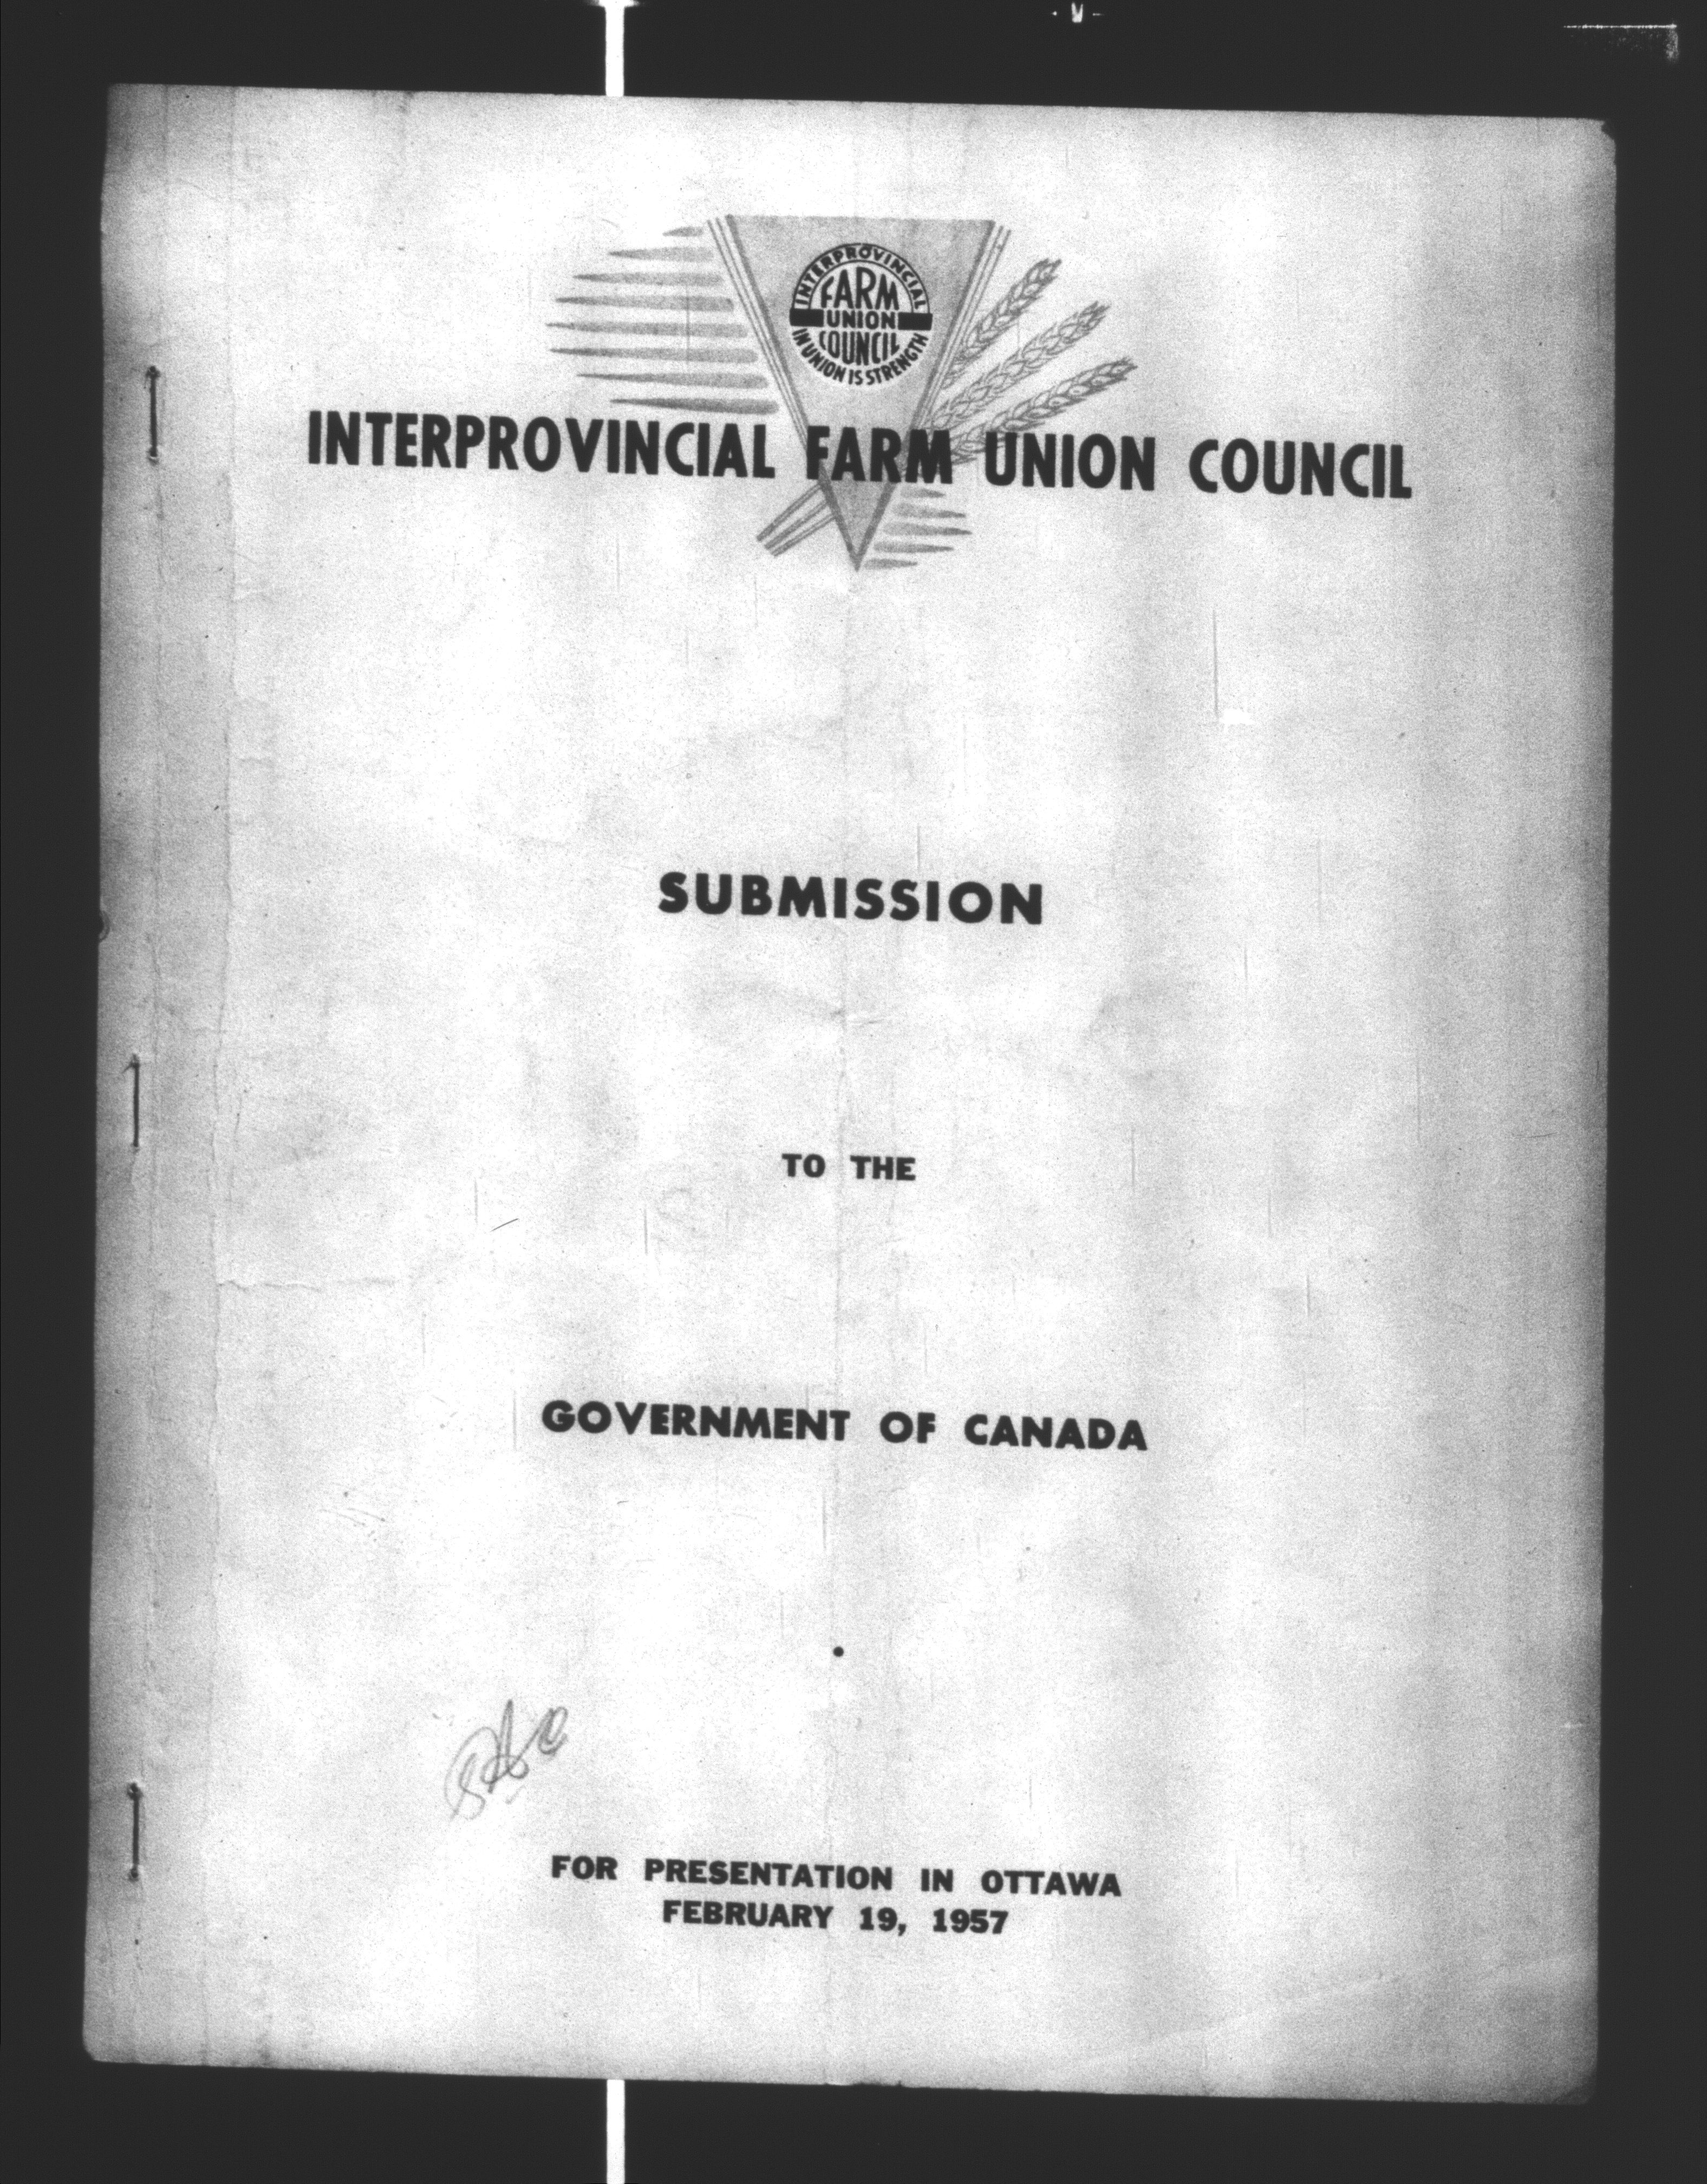 INTERPROVINCIAL
FARM
UNION
COUNCIL
IN UNION IS STRENGTH
INTERPROVINCIAL FARM UNION COUNCIL
SUBMISSION
TO THE
GOVERNMENT OF CANADA
FOR PRESENTATION IN OTTAWA
FEBRUARY 19, 1957